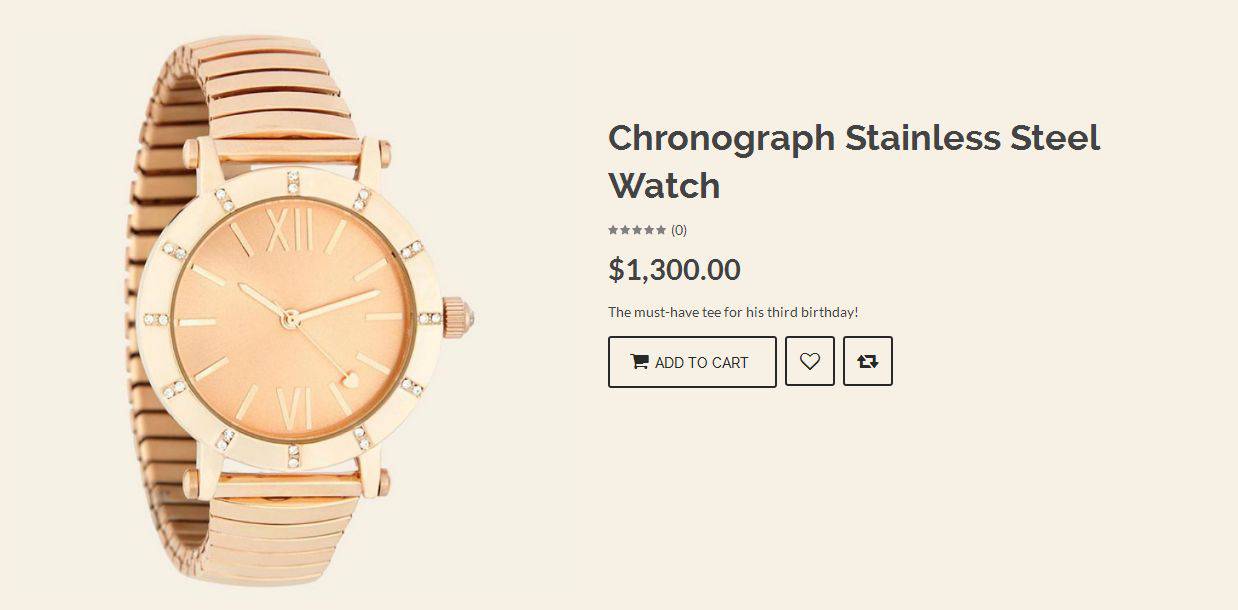 XII
VI
Chronograph Stainless Steel
Watch
(0)
$1,300.00
The must-have tee for his third birthday!
ADD TO CART